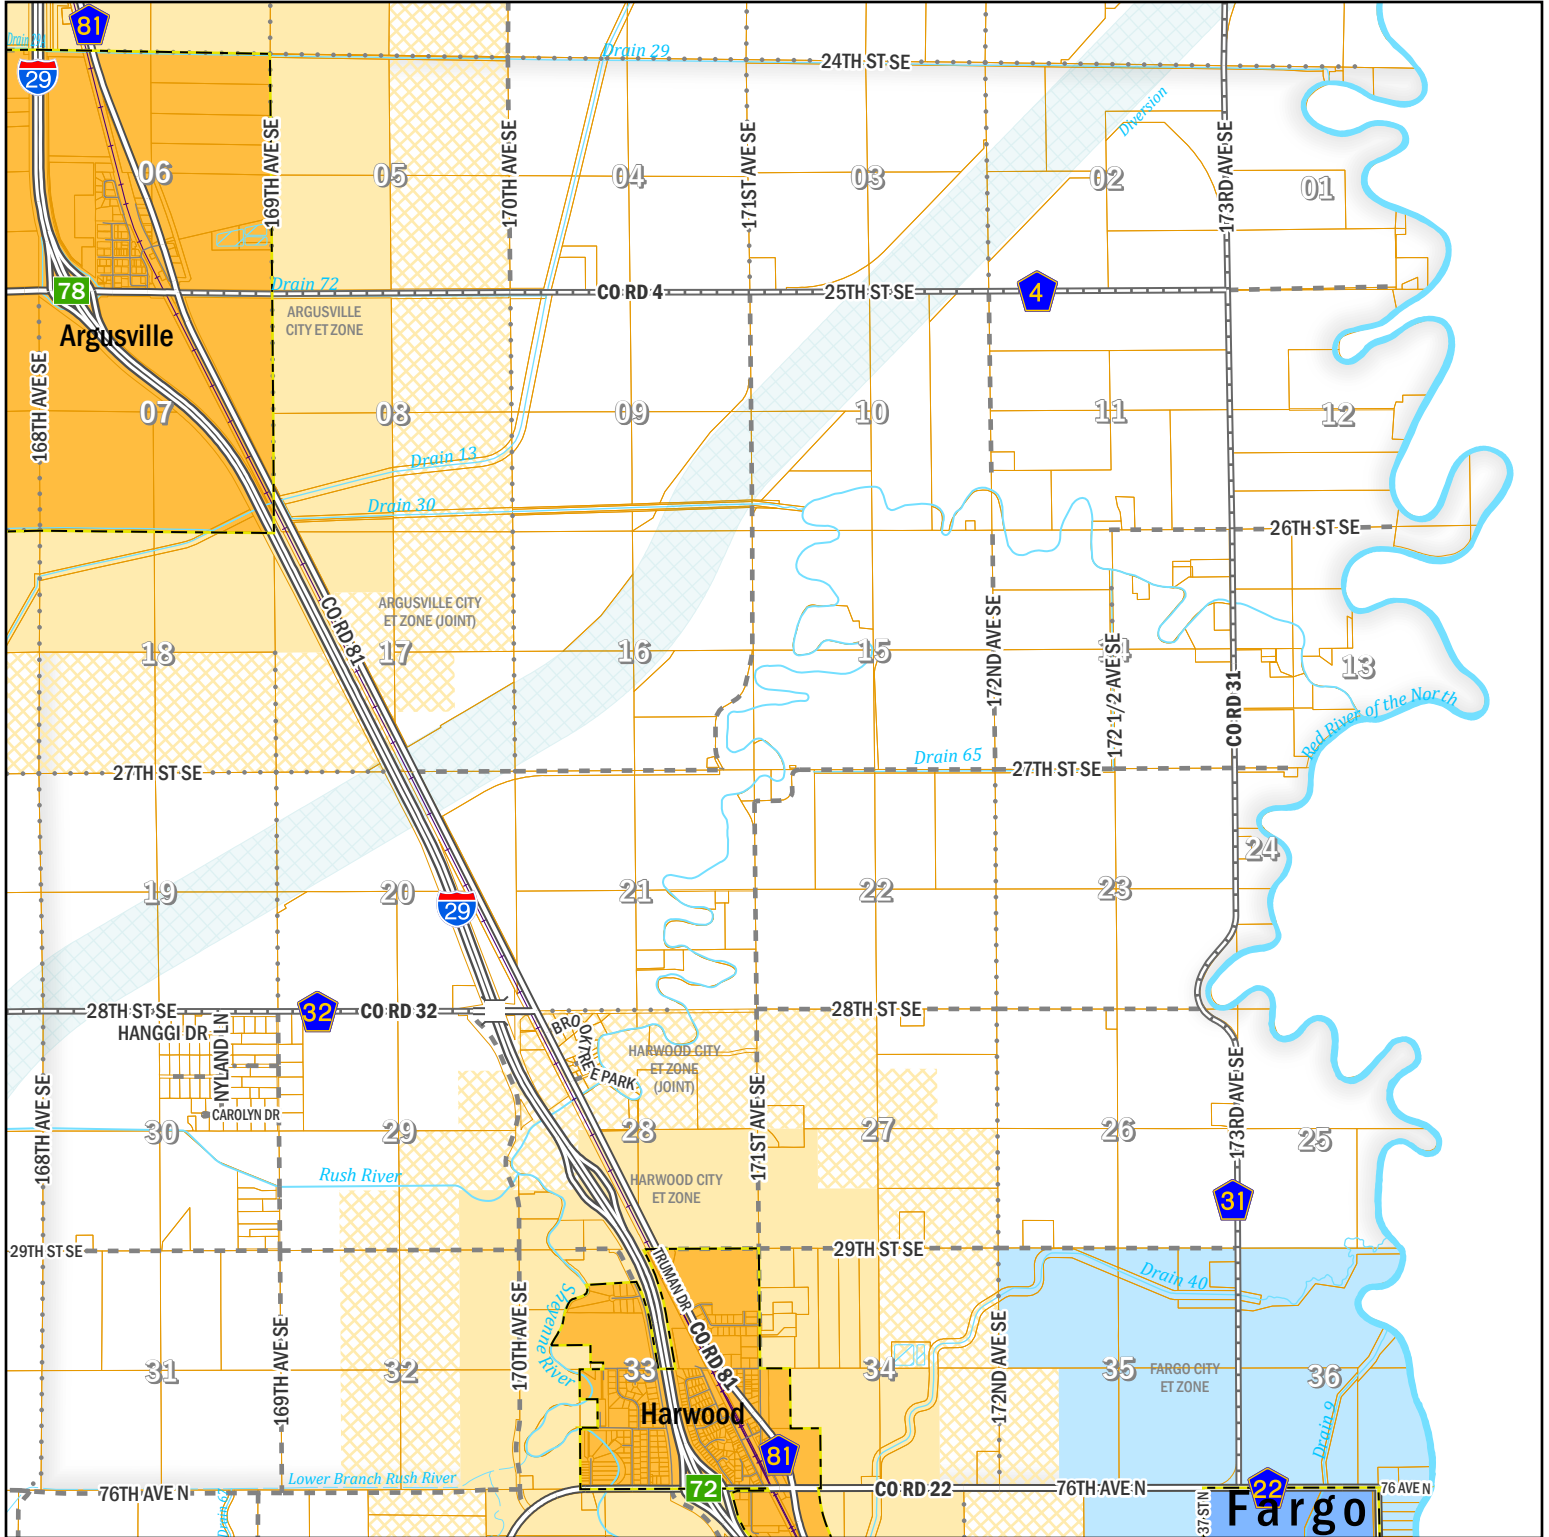 81
29
Drain 29
24TH ST SE
Diversion
169TH AVE SE
170TH AVE SE
171ST AVE SE
173RD AVE SE
06
05
04
03
02
01
78
Drain 72
CO RD 4
25TH ST SE
4
Argusville
ARGUSVILLE
CITY ET ZONE
168TH AVE SE
07
08
09
10
11
12
Drain 13
Drain 30
26TH ST SE
CO RD 81
ARGUSVILLE CITY
ET ZONE (JOINT)
172ND AVE SE
172 1/2 AVE SE
CO RD 31
18
17
16
15
14
13
Red River of the North
27TH ST SE
Drain 65
27TH ST SE
24
19
20
21
22
23
29
28TH ST SE
32
CO RD 32
28TH ST SE
HANGGI DR
NYLAND LN
BROOKTREE PARK
HARWOOD CITY
ET ZONE
(JOINT)
168TH AVE SE
171ST AVE SE
173RD AVE SE
CAROLYN DR
30
29
28
27
26
25
Rush River
HARWOOD CITY
ET ZONE
31
29TH ST SE
29TH ST SE
TRUMAN DR
Drain 40
Sheyenne River
169TH AVE SE
170TH AVE SE
CO RD 81
172ND AVE SE
31
32
33
34
35
36
FARGO CITY
ET ZONE
Harwood
Drain 9
81
Lower Branch Rush River
76TH AVE N
72
CO RD 22
76TH AVE N
22
76 AVE N
37 ST N
Fargo